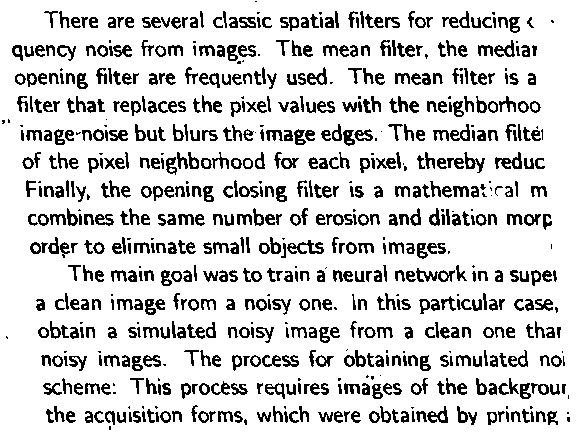 There are several classic spatial filters for reducing
quency noise from images. The mean filter, the median
opening filter are frequently used. The mean filter is a
filter that replaces the pixel values with the neighborhoo
image-noise but blurs the image edges. The median filte
of the pixel neighborhood for each pixel, thereby reduc
Finally, the opening closing filter is a mathematical m
combines the same number of erosion and dilation morp
order to eliminate small objects from images.
The main goal was to train a neural network in a super
a clean image from a noisy one. In this particular case,
obtain a simulated noisy image from a clean one than
noisy images. The process for obtaining simulated noi
scheme: This process requires images of the backgroun
the acquisition forms, which were obtained by printing